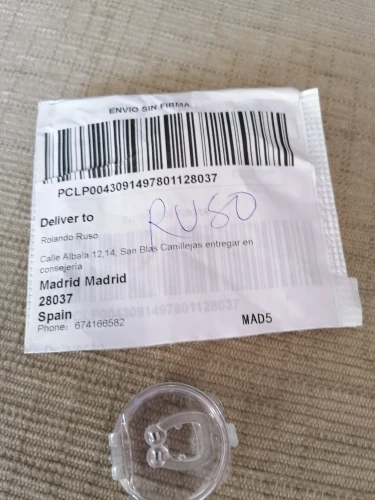 ENVIO SIN FIRMA
PCLP0043091497801128037
Deliver to
RUSO
Rolando Ruso
Calle Albala 12,14, San Blas Canillejas entregar en
consejeria
Madrid Madrid
28037
Spain
Phone: 674166582
MAD5